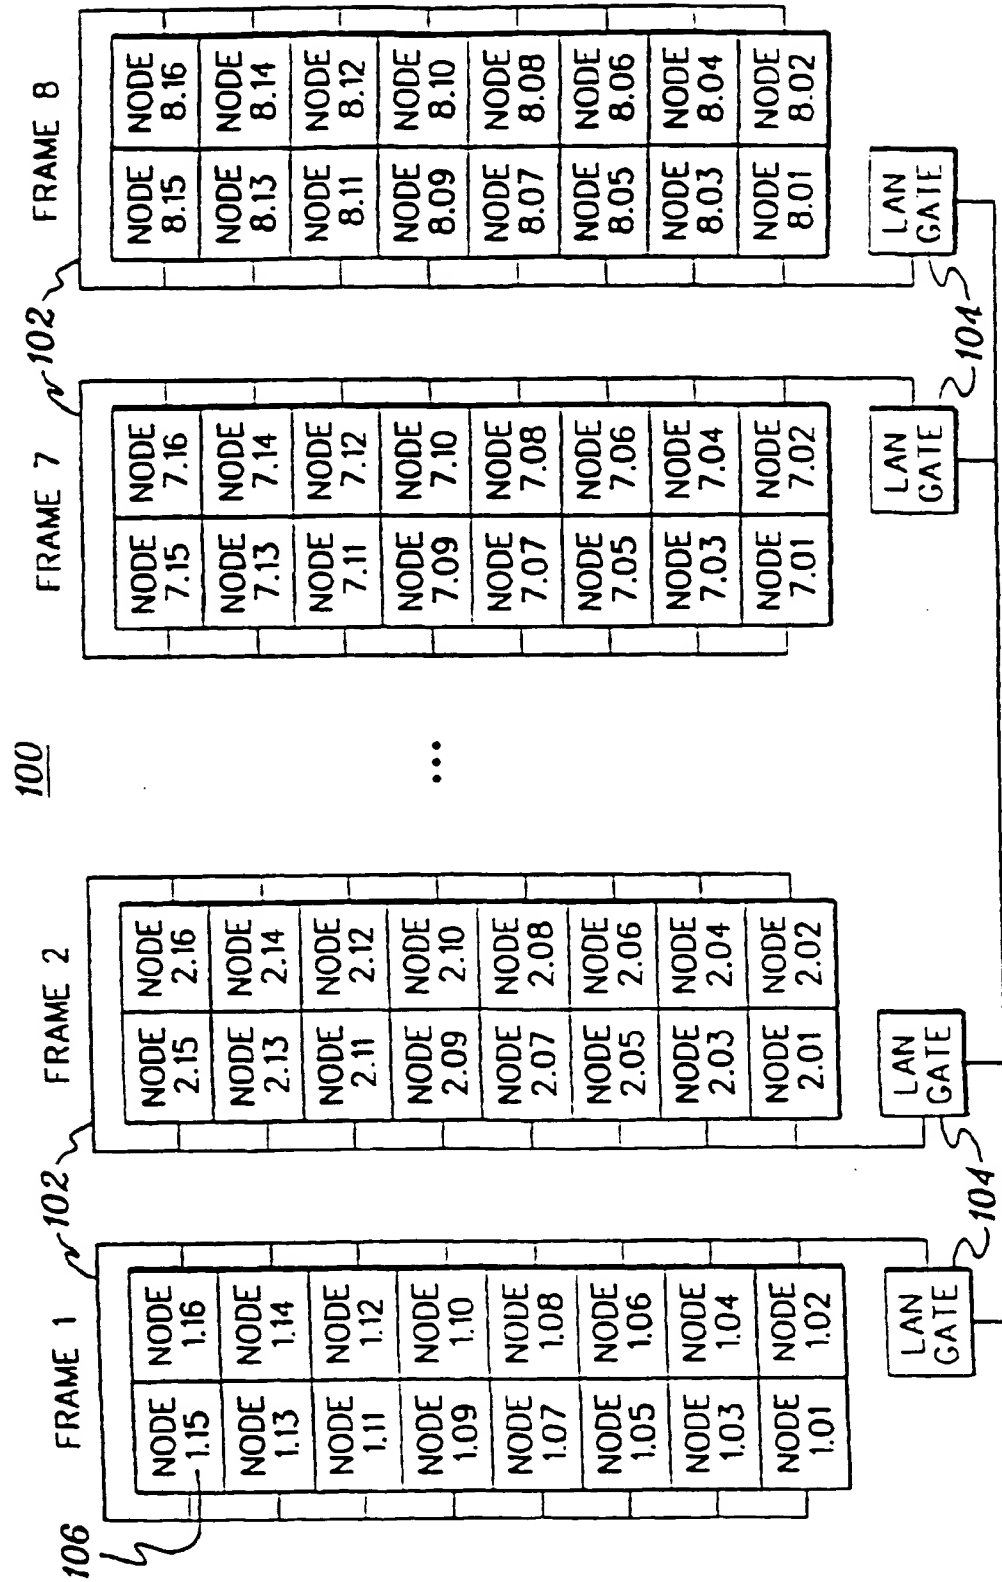 100
FRAME 1
FRAME 2
FRAME 7
FRAME 8
102
102
106
NODE 1.15
NODE 1.16
NODE 1.13
NODE 1.14
NODE 1.11
NODE 1.12
NODE 1.09
NODE 1.10
NODE 1.07
NODE 1.08
NODE 1.05
NODE 1.06
NODE 1.03
NODE 1.04
NODE 1.01
NODE 1.02
LAN
GATE
NODE 2.15
NODE 2.16
NODE 2.13
NODE 2.14
NODE 2.11
NODE 2.12
NODE 2.09
NODE 2.10
NODE 2.07
NODE 2.08
NODE 2.05
NODE 2.06
NODE 2.03
NODE 2.04
NODE 2.01
NODE 2.02
LAN
GATE
104
...
NODE 7.15
NODE 7.16
NODE 7.13
NODE 7.14
NODE 7.11
NODE 7.12
NODE 7.09
NODE 7.10
NODE 7.07
NODE 7.08
NODE 7.05
NODE 7.06
NODE 7.03
NODE 7.04
NODE 7.01
NODE 7.02
LAN
GATE
NODE 8.15
NODE 8.16
NODE 8.13
NODE 8.14
NODE 8.11
NODE 8.12
NODE 8.09
NODE 8.10
NODE 8.07
NODE 8.08
NODE 8.05
NODE 8.06
NODE 8.03
NODE 8.04
NODE 8.01
NODE 8.02
LAN
GATE
104